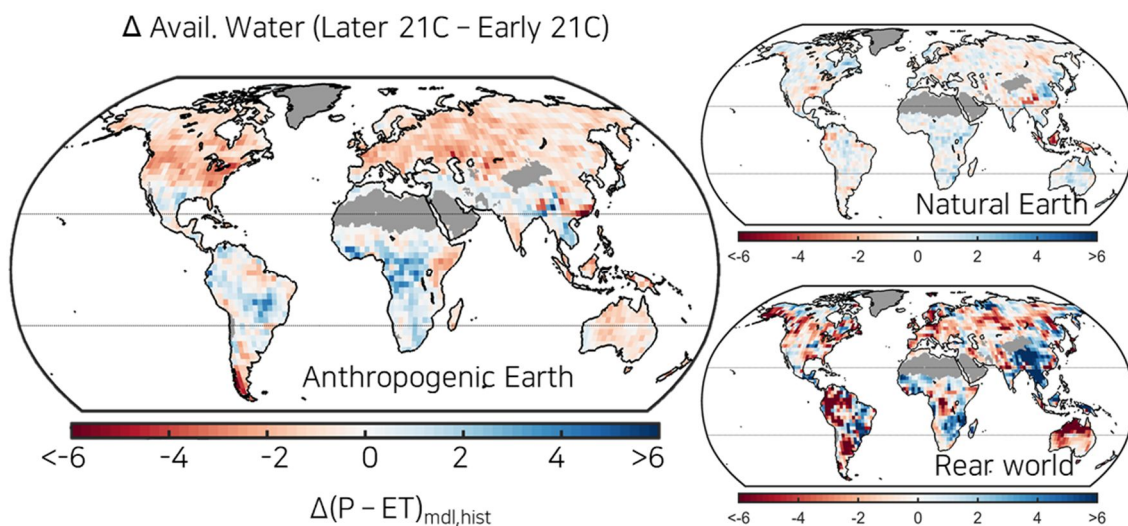 Δ Avail. Water (Later 21C – Early 21C)
Anthropogenic Earth
<-6 -4 -2 0 2 4 >6
Δ(P – ET)mdl,hist
Natural Earth
<-6 -4 -2 0 2 4 >6
Rear world
<-6 -4 -2 0 2 4 >6